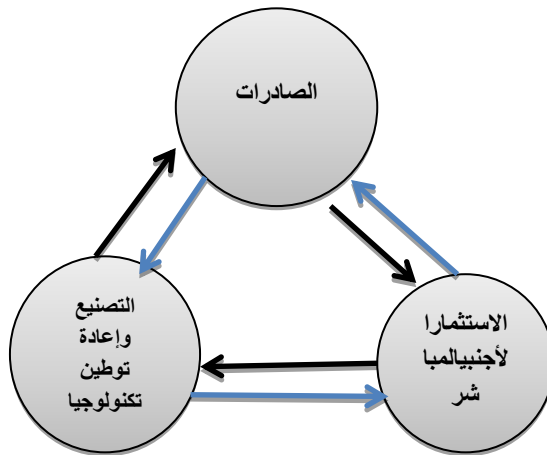 الصادرات
التصنيع
وإعادة
توطين
تكنولوجيا
الاستثمارا
لأجنبيالمبا
شر